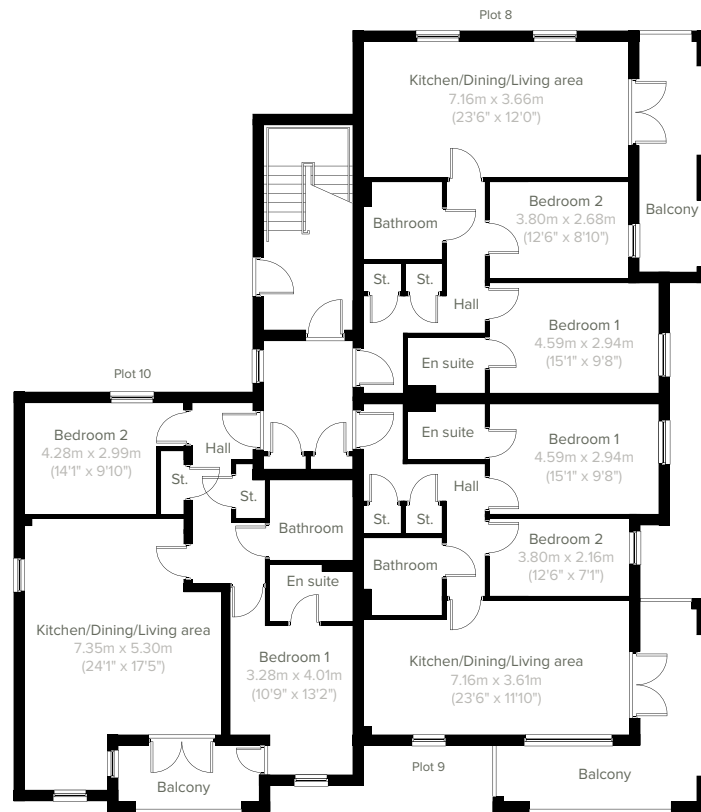 Plot 8
Kitchen/Dining/Living area
7.16m x 3.66m
(23'6" x 12'0")
Balcony
Bathroom
Bedroom 2
3.80m x 2.68m
(12'6" x 8'10")
St.
St.
Hall
Bedroom 1
4.59m x 2.94m
(15'1" x 9'8")
En suite
Plot 10
Bedroom 2
4.28m x 2.99m
(14'1" x 9'10")
Hall
St.
St.
Bathroom
En suite
Kitchen/Dining/Living area
7.35m x 5.30m
(24'1" x 17'5")
Bedroom 1
3.28m x 4.01m
(10'9" x 13'2")
Balcony
En suite
Bedroom 1
4.59m x 2.94m
(15'1" x 9'8")
Hall
St.
St.
Bedroom 2
3.80m x 2.16m
(12'6" x 7'1")
Bathroom
Kitchen/Dining/Living area
7.16m x 3.61m
(23'6" x 11'10")
Plot 9
Balcony